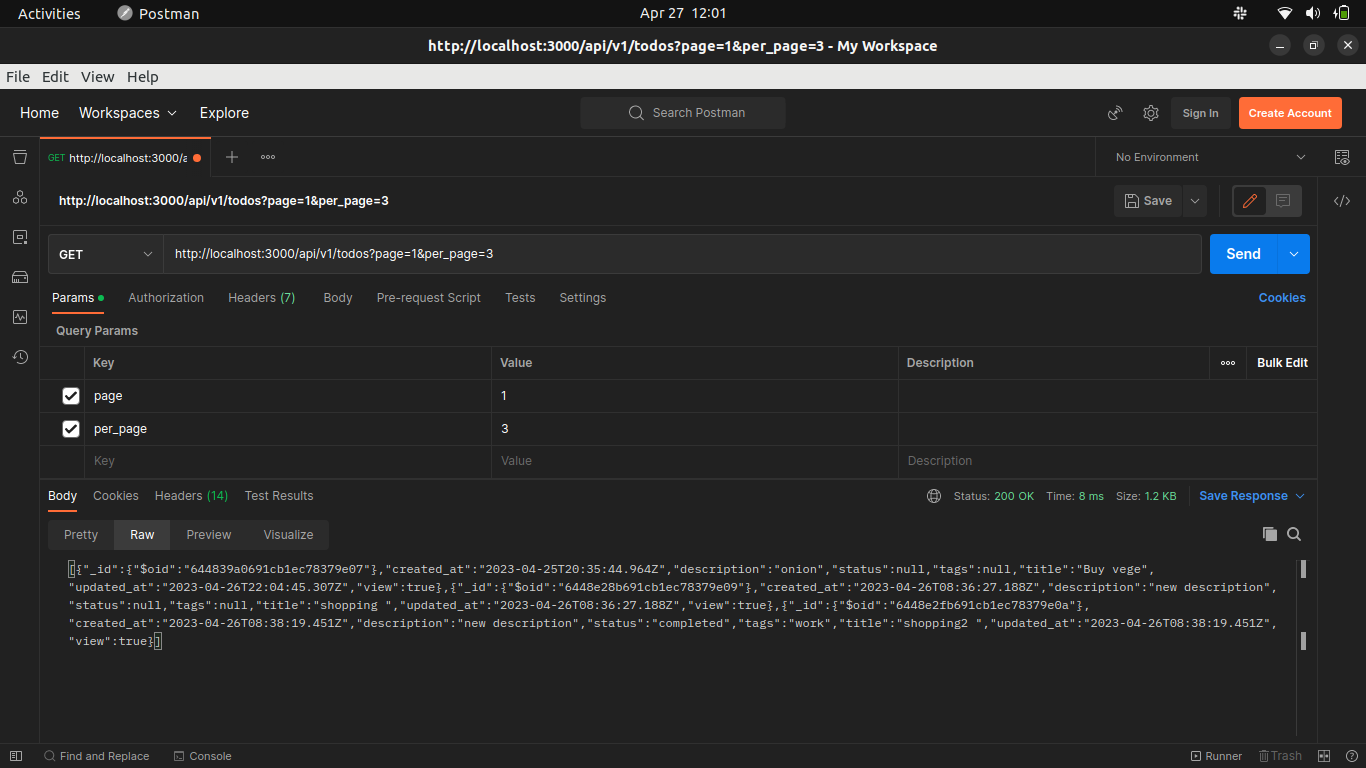 Activities Postman Apr 27 12:01
http://localhost:3000/api/v1/todos?page=1&per_page=3 - My Workspace
File Edit View Help
Home Workspaces Explore Search Postman Sign In Create Account
GET http://localhost:3000/a No Environment
http://localhost:3000/api/v1/todos?page=1&per_page=3 Save
GET http://localhost:3000/api/v1/todos?page=1&per_page=3 Send
Params Authorization Headers (7) Body Pre-request Script Tests Settings Cookies
Query Params
Key Value Description Bulk Edit
page 1
per_page 3
Key Value Description
Body Cookies Headers (14) Test Results Status: 200 OK Time: 8 ms Size: 1.2 KB Save Response
Pretty Raw Preview Visualize
[{"_id":{"$oid":"644839a0691cb1ec78379e07"},"created_at":"2023-04-25T20:35:44.964Z","description":"onion","status":null,"tags":null,"title":"Buy vege",
"updated_at":"2023-04-26T22:04:45.307Z","view":true},{"_id":{"$oid":"6448e28b691cb1ec78379e09"},"created_at":"2023-04-26T08:36:27.188Z","description":"new description",
"status":null,"tags":null,"title":"shopping ","updated_at":"2023-04-26T08:36:27.188Z","view":true},{"_id":{"$oid":"6448e2fb691cb1ec78379e0a"},
"created_at":"2023-04-26T08:38:19.451Z","description":"new description","status":"completed","tags":"work","title":"shopping2 ","updated_at":"2023-04-26T08:38:19.451Z",
"view":true}]
Find and Replace Console Runner Trash